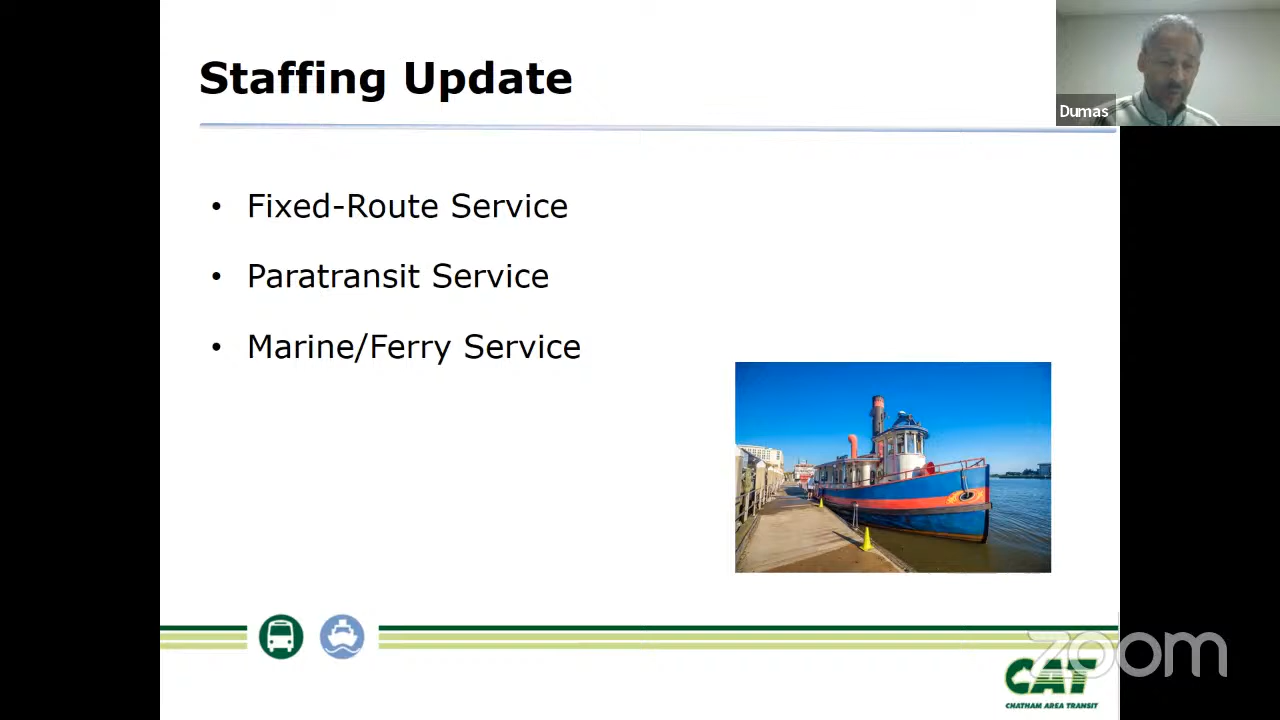 Staffing Update
Dumas
• Fixed-Route Service
• Paratransit Service
• Marine/Ferry Service
zoom
CAT
CHATHAM AREA TRANSIT